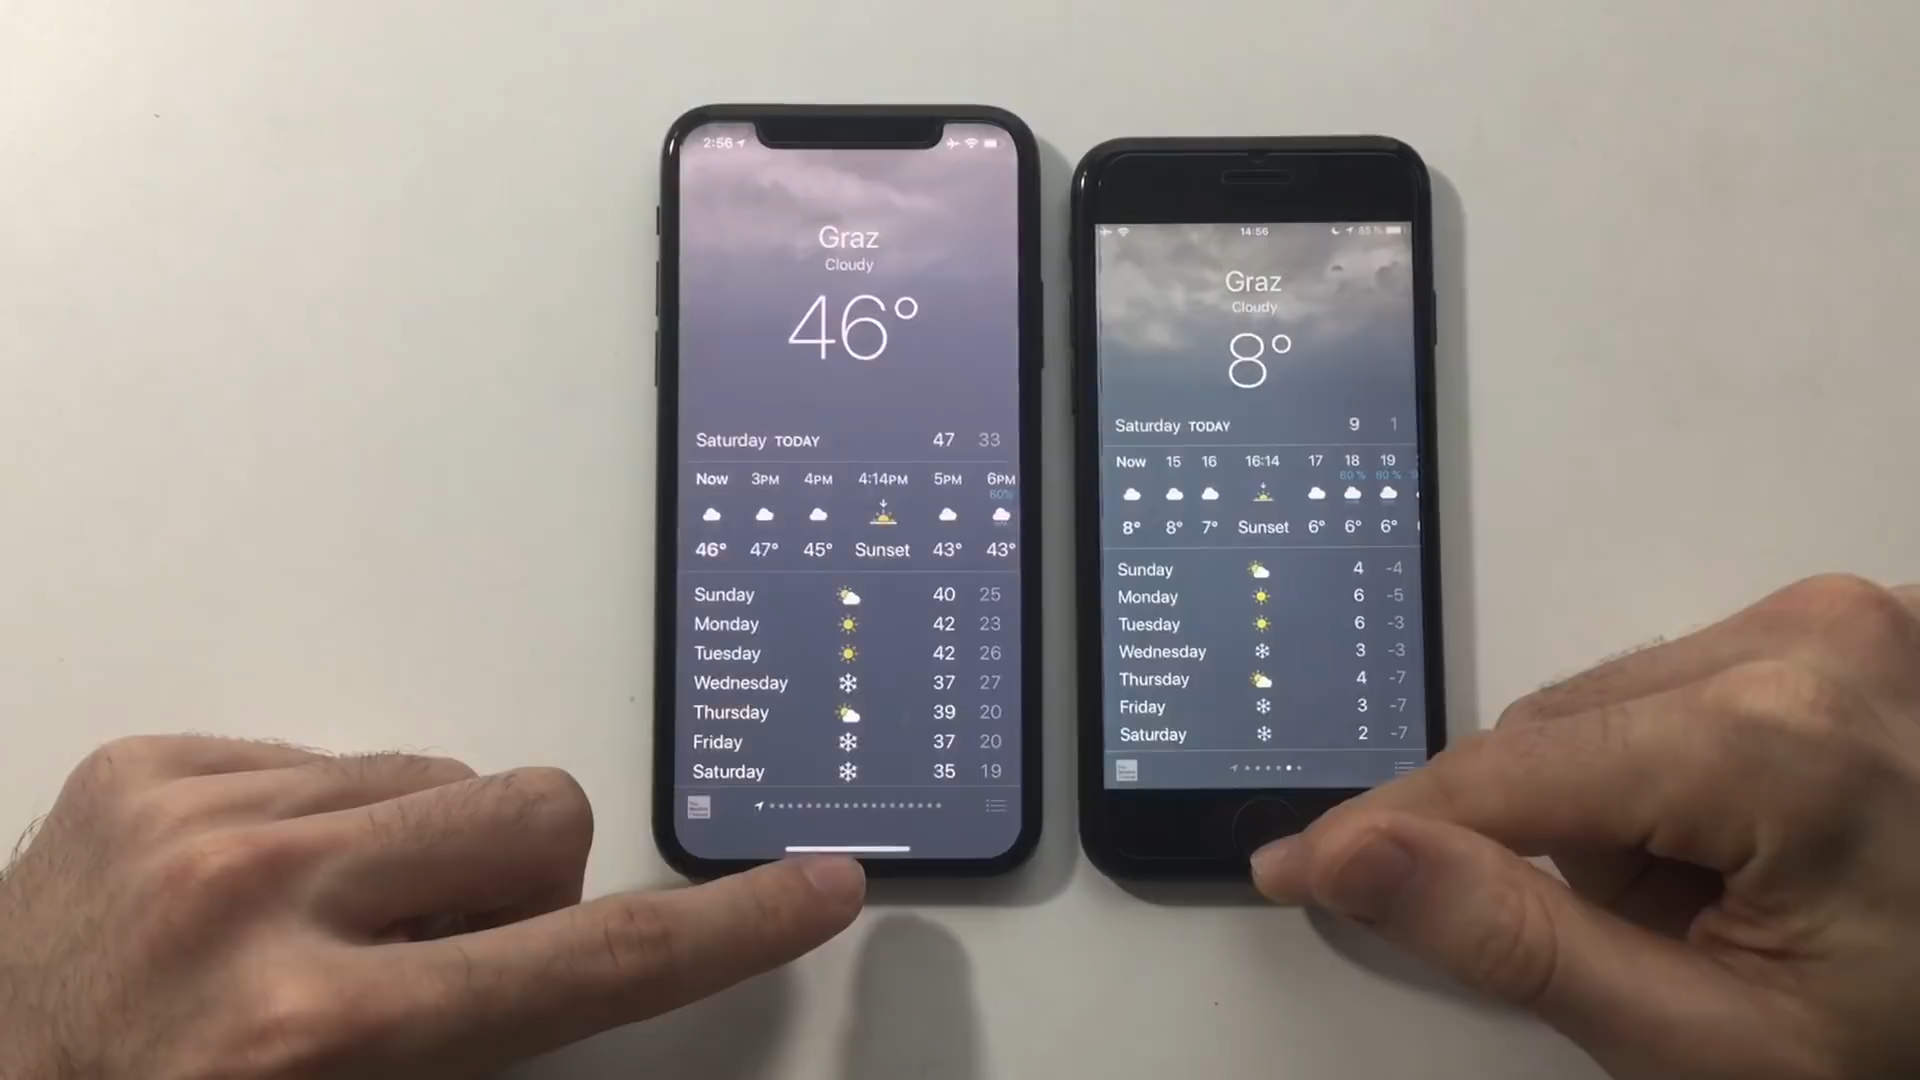 2:56
Graz
Cloudy
46°
Saturday TODAY 47 33
Now 3PM 4PM 4:14PM 5PM 6PM
60%
46° 47° 45° Sunset 43° 43°
Sunday 40 25
Monday 42 23
Tuesday 42 26
Wednesday 37 27
Thursday 39 20
Friday 37 20
Saturday 35 19
14:56 85 %
Graz
Cloudy
8°
Saturday TODAY 9 1
Now 15 16 16:14 17 18 19
60 % 80 %
8° 8° 7° Sunset 6° 6° 6°
Sunday 4 -4
Monday 6 -5
Tuesday 6 -3
Wednesday 3 -3
Thursday 4 -7
Friday 3 -7
Saturday 2 -7